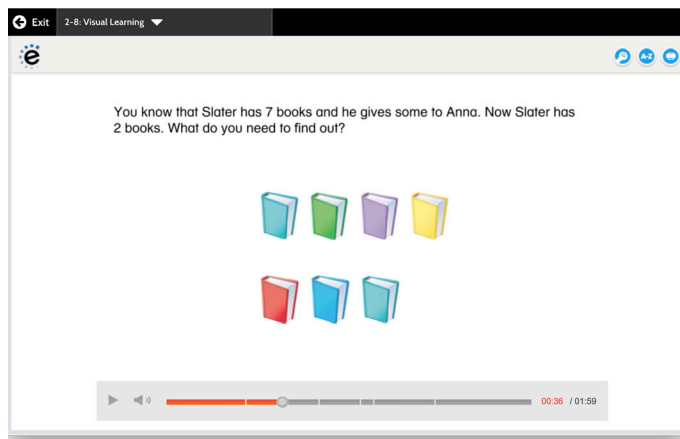 Exit 2-8: Visual Learning
ë
A-Z
You know that Slater has 7 books and he gives some to Anna. Now Slater has
2 books. What do you need to find out?
00:36 / 01:59